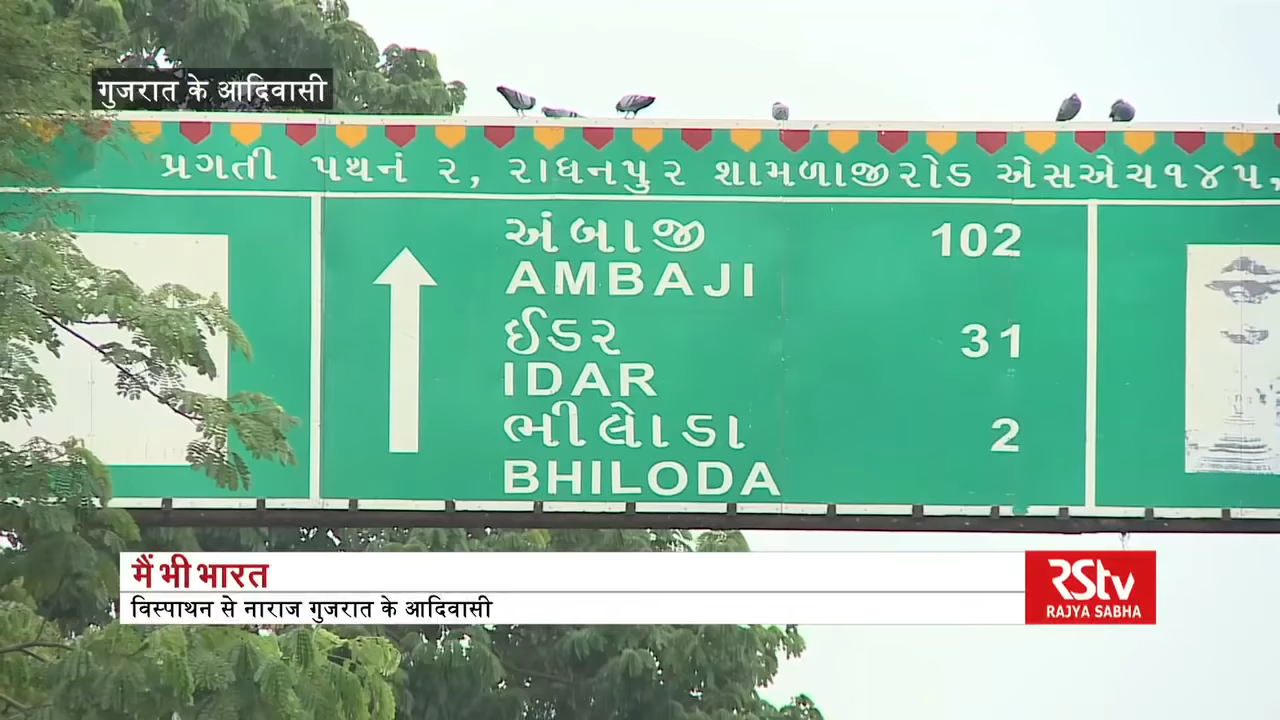 गुजरात के आदिवासी
પ્રગતી પથનં ૨, રાધનપુર શામળાજીરોડ એસએચ૧૪૫,
અંબાજી 102
AMBAJI
ઈડર 31
IDAR
ભીલોડા 2
BHILODA
मैं भी भारत
विस्पाथन से नाराज गुजरात के आदिवासी
RSTV
RAJYA SABHA